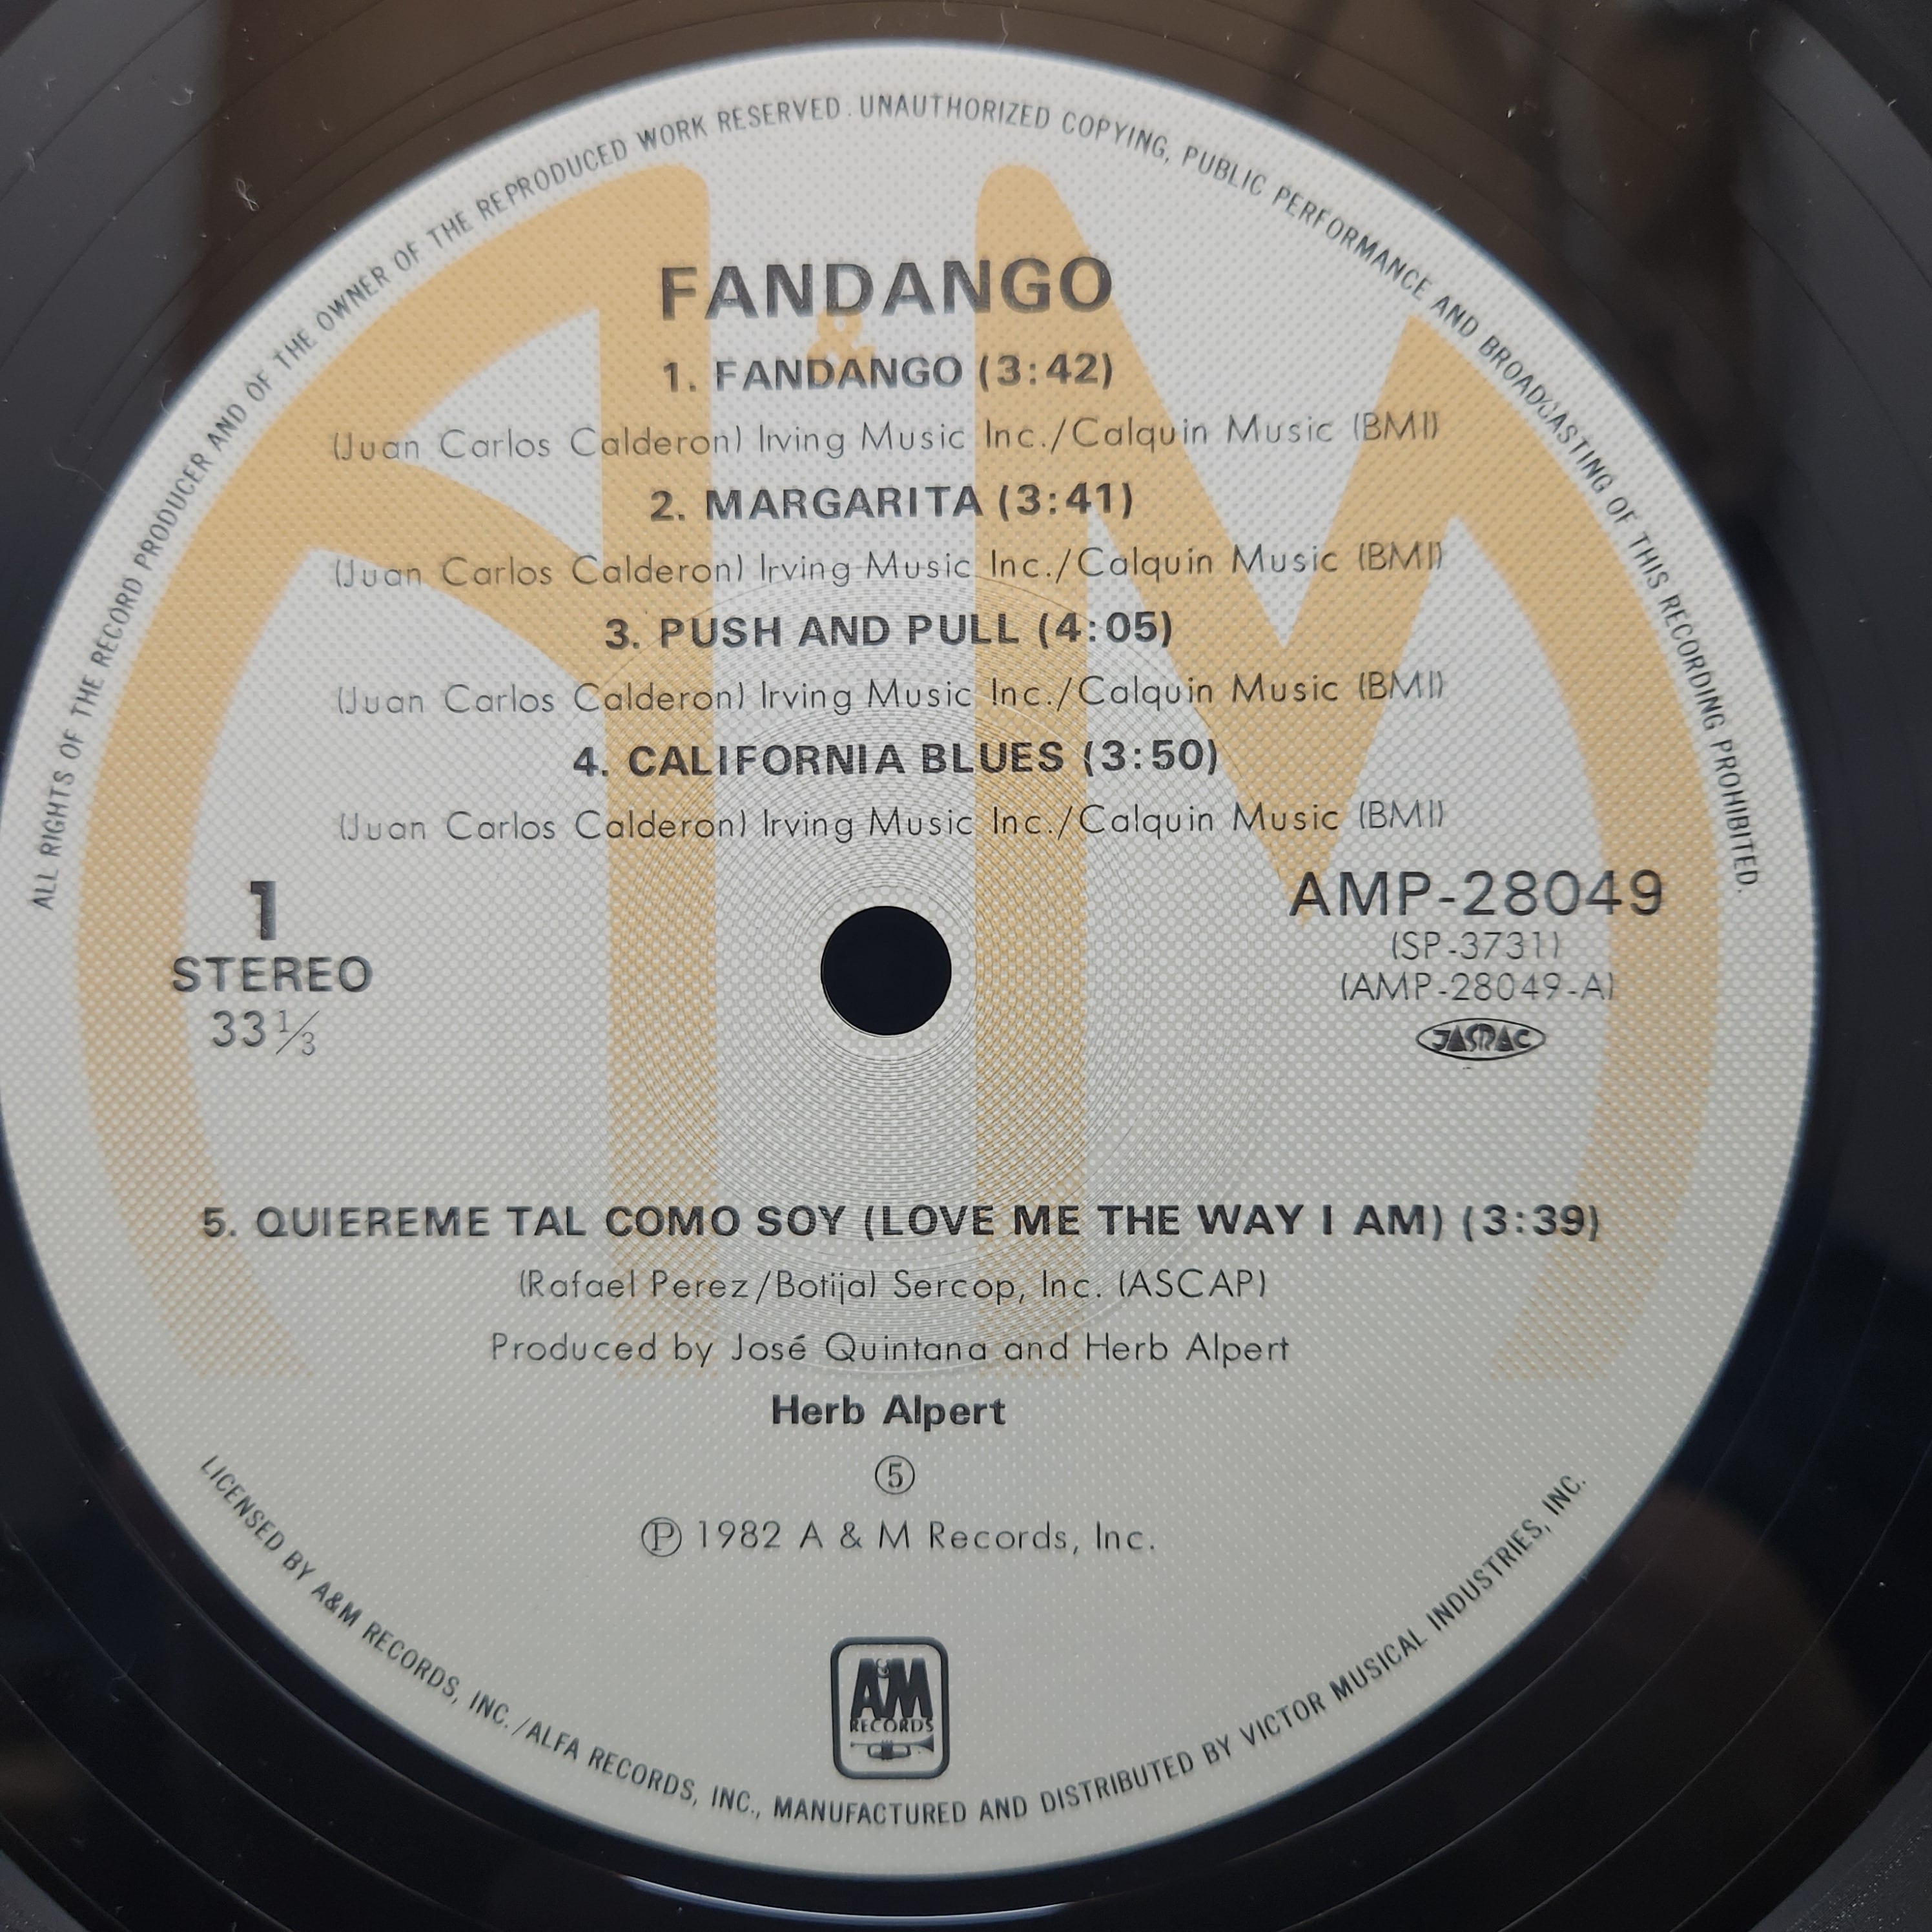 ALL RIGHTS OF THE RECORD PRODUCER AND OF THE OWNER OF THE REPRODUCED WORK RESERVED. UNAUTHORIZED COPYING, PUBLIC PERFORMANCE AND BROADCASTING OF THIS RECORDING PROHIBITED.
A&M
FANDANGO
1. FANDANGO (3:42)
(Juan Carlos Calderon) Irving Music Inc./Calquin Music (BMI)
2. MARGARITA (3:41)
(Juan Carlos Calderon) Irving Music Inc./Calquin Music (BMI)
3. PUSH AND PULL (4:05)
(Juan Carlos Calderon) Irving Music Inc./Calquin Music (BMI)
4. CALIFORNIA BLUES (3:50)
(Juan Carlos Calderon) Irving Music Inc./Calquin Music (BMI)
1
STEREO
33 1/3
AMP-28049
(SP-3731)
(AMP-28049-A)
JASRAC
5. QUIEREME TAL COMO SOY (LOVE ME THE WAY I AM) (3:39)
(Rafael Perez/Botija) Sercop, Inc. (ASCAP)
Produced by José Quintana and Herb Alpert
Herb Alpert
⑤
℗ 1982 A & M Records, Inc.
A&M
RECORDS
LICENSED BY A&M RECORDS, INC./ALFA RECORDS, INC., MANUFACTURED AND DISTRIBUTED BY VICTOR MUSICAL INDUSTRIES, INC.